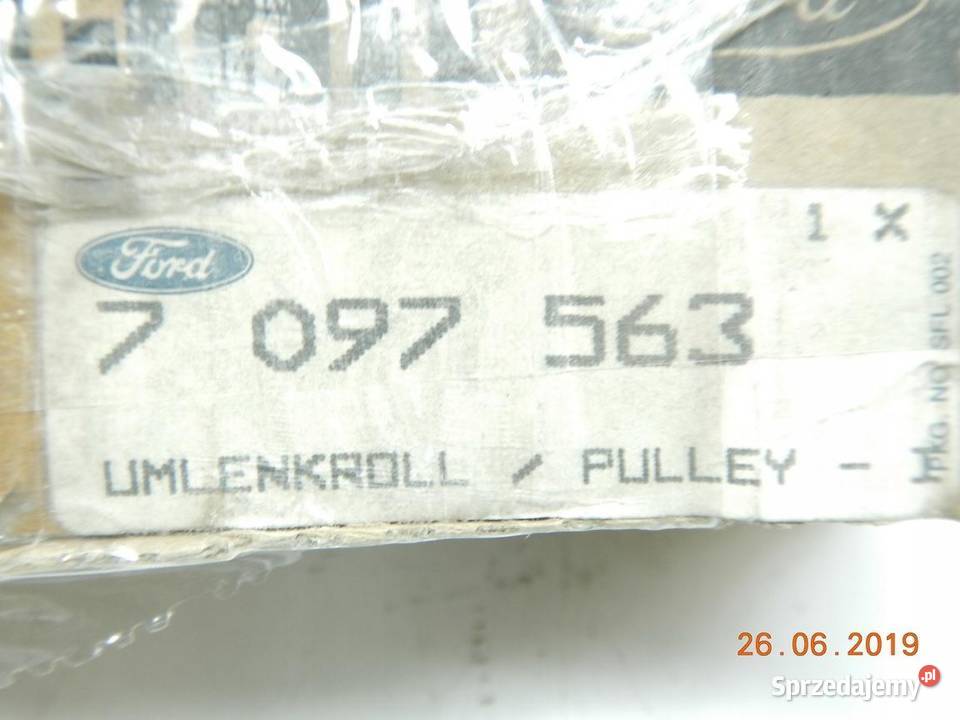 1 X
Ford
7 097 563
UMLENKROLL / PULLEY -
PKG. NO. SFL 002
26.06.2019
Sprzedajemy.pl